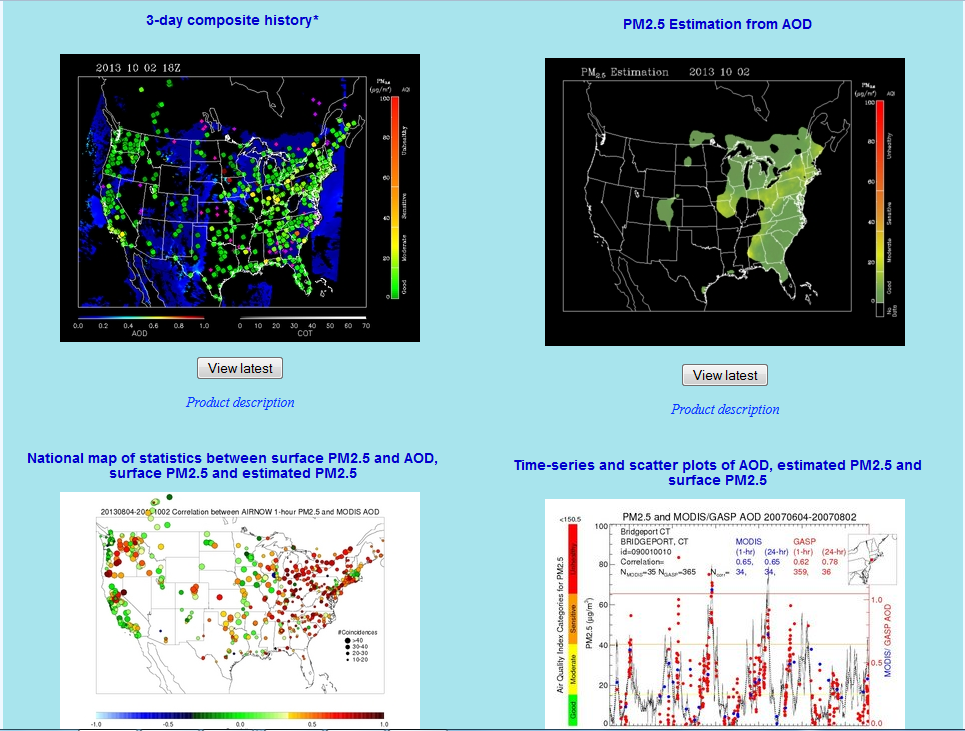 3-day composite history*
2013 10 02 18Z
PM2.5
(µg/m³) AQI
100
80
60
40
20
0
Unhealthy
Sensitive
Moderate
Good
0.0 0.2 0.4 0.6 0.8 1.0
AOD
0 10 20 30 40 50 60 70
COT
View latest
Product description
PM2.5 Estimation from AOD
PM2.5 Estimation 2013 10 02
PM2.5
(µg/m³) AQI
100
80
60
40
20
0
Unhealthy
Sensitive
Moderate
Good
No Data
View latest
Product description
National map of statistics between surface PM2.5 and AOD,
surface PM2.5 and estimated PM2.5
Correlation between AIRNOW 1-hour PM2.5 and MODIS AOD
#Coincidences
>40
30-40
20-30
10-20
-1.0 -0.5 0.0 0.5 1.0
Time-series and scatter plots of AOD, estimated PM2.5 and
surface PM2.5
PM2.5 and MODIS/GASP AOD 20070604-20070802
<150.5
Bridgeport CT
BRIDGEPORT, CT MODIS GASP
id=090010010 (1-hr) (24-hr) (1-hr) (24-hr)
Correlation= 0.65, 0.65 0.62 0.78
NMODIS=35 NGASP=365 Ncorr= 34, 34, 359, 36
100
80
60
40
20
0
PM2.5 (µg/m³)
Air Quality Index Categories for PM2.5
Sensitive
Moderate
Good
1.0
0.5
0.0
MODIS/ GASP AOD